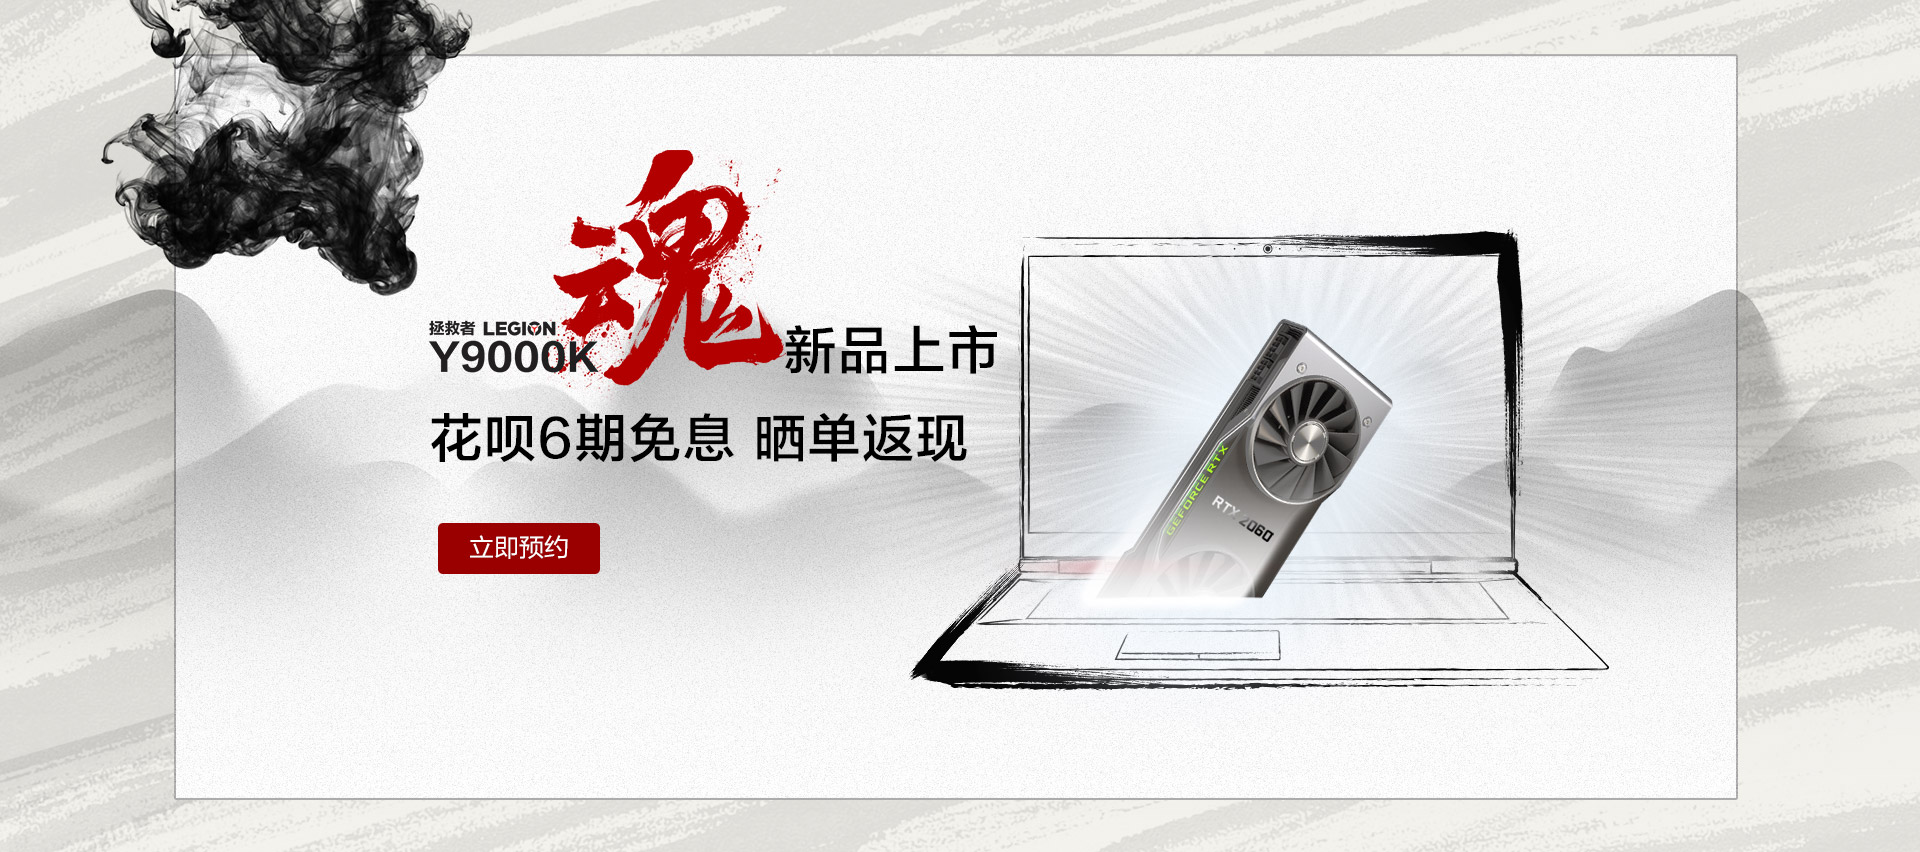 魂
拯救者 LEGION
Y9000K
新品上市
花呗6期免息 晒单返现
立即预约
GEFORCE RTX
RTX 2060